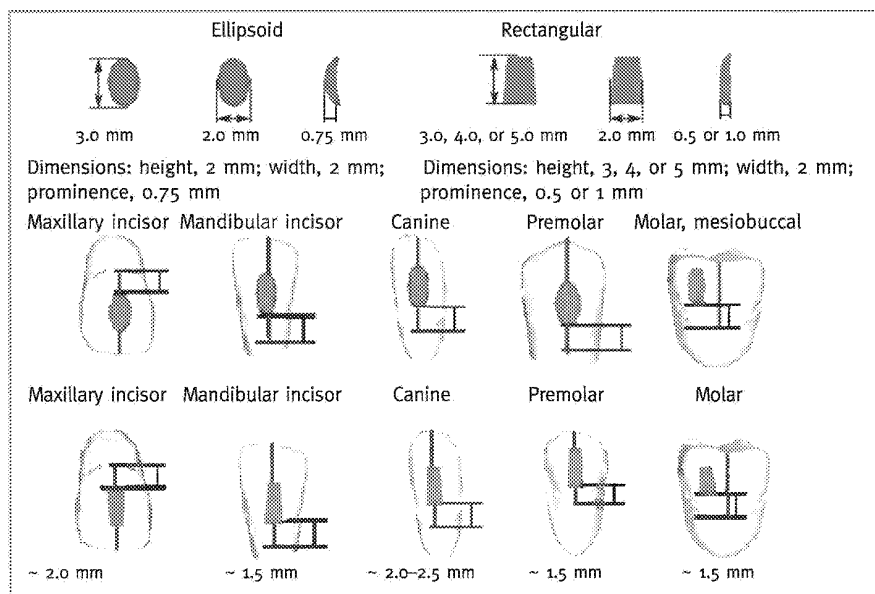 Ellipsoid Rectangular
3.0 mm 2.0 mm 0.75 mm 3.0, 4.0, or 5.0 mm 2.0 mm 0.5 or 1.0 mm
Dimensions: height, 2 mm; width, 2 mm;
prominence, 0.75 mm
Dimensions: height, 3, 4, or 5 mm; width, 2 mm;
prominence, 0.5 or 1 mm
Maxillary incisor Mandibular incisor Canine Premolar Molar, mesiobuccal
Maxillary incisor Mandibular incisor Canine Premolar Molar
~ 2.0 mm ~ 1.5 mm ~ 2.0–2.5 mm ~ 1.5 mm ~ 1.5 mm